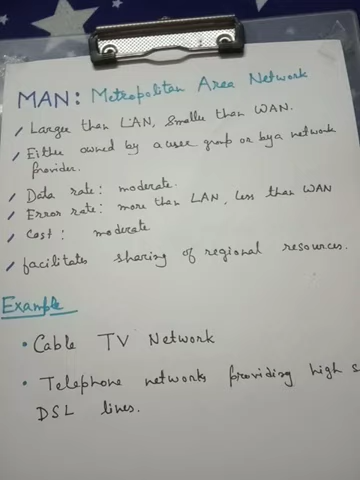 MAN: Metropolitan Area Network
Larger than LAN, Smaller than WAN.
Either owned by a user group or by a network
provider.
Data rate: moderate.
Error rate: more than LAN, less than WAN
Cost: moderate
facilitates sharing of regional resources.
Example
• Cable TV Network
• Telephone networks providing high s
DSL lines.